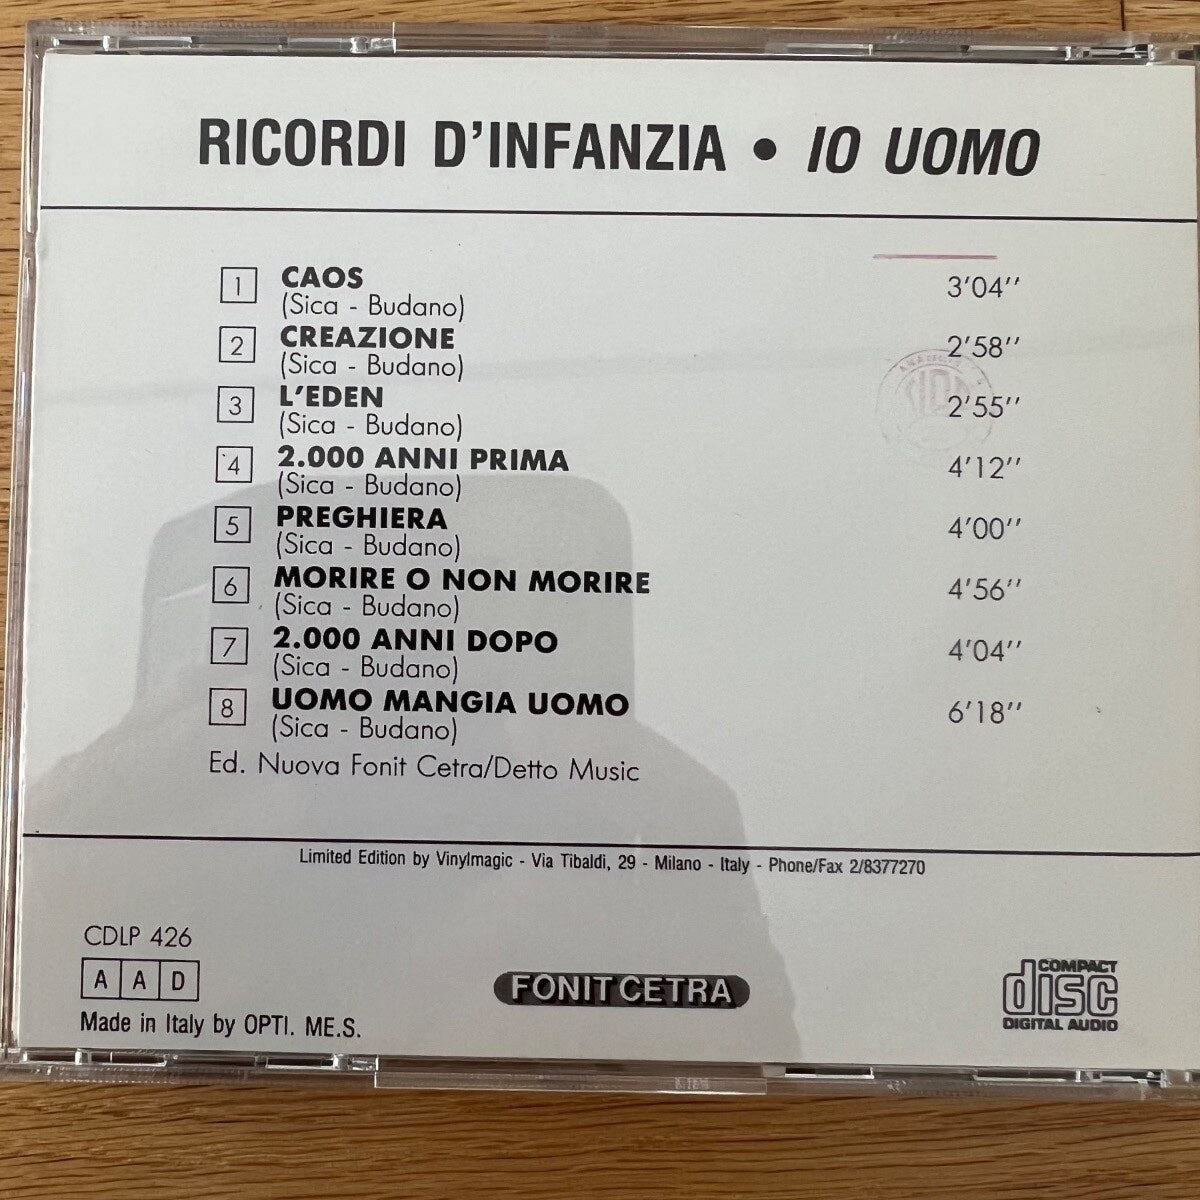 RICORDI D'INFANZIA • IO UOMO
1 CAOS 3'04''
(Sica - Budano)
2 CREAZIONE 2'58''
(Sica - Budano)
3 L'EDEN 2'55''
(Sica - Budano)
4 2.000 ANNI PRIMA 4'12''
(Sica - Budano)
5 PREGHIERA 4'00''
(Sica - Budano)
6 MORIRE O NON MORIRE 4'56''
(Sica - Budano)
7 2.000 ANNI DOPO 4'04''
(Sica - Budano)
8 UOMO MANGIA UOMO 6'18''
(Sica - Budano)
Ed. Nuova Fonit Cetra/Detto Music
Limited Edition by Vinylmagic - Via Tibaldi, 29 - Milano - Italy - Phone/Fax 2/8377270
CDLP 426
A A D
Made in Italy by OPTI. ME.S.
FONIT CETRA
COMPACT
disc
DIGITAL AUDIO